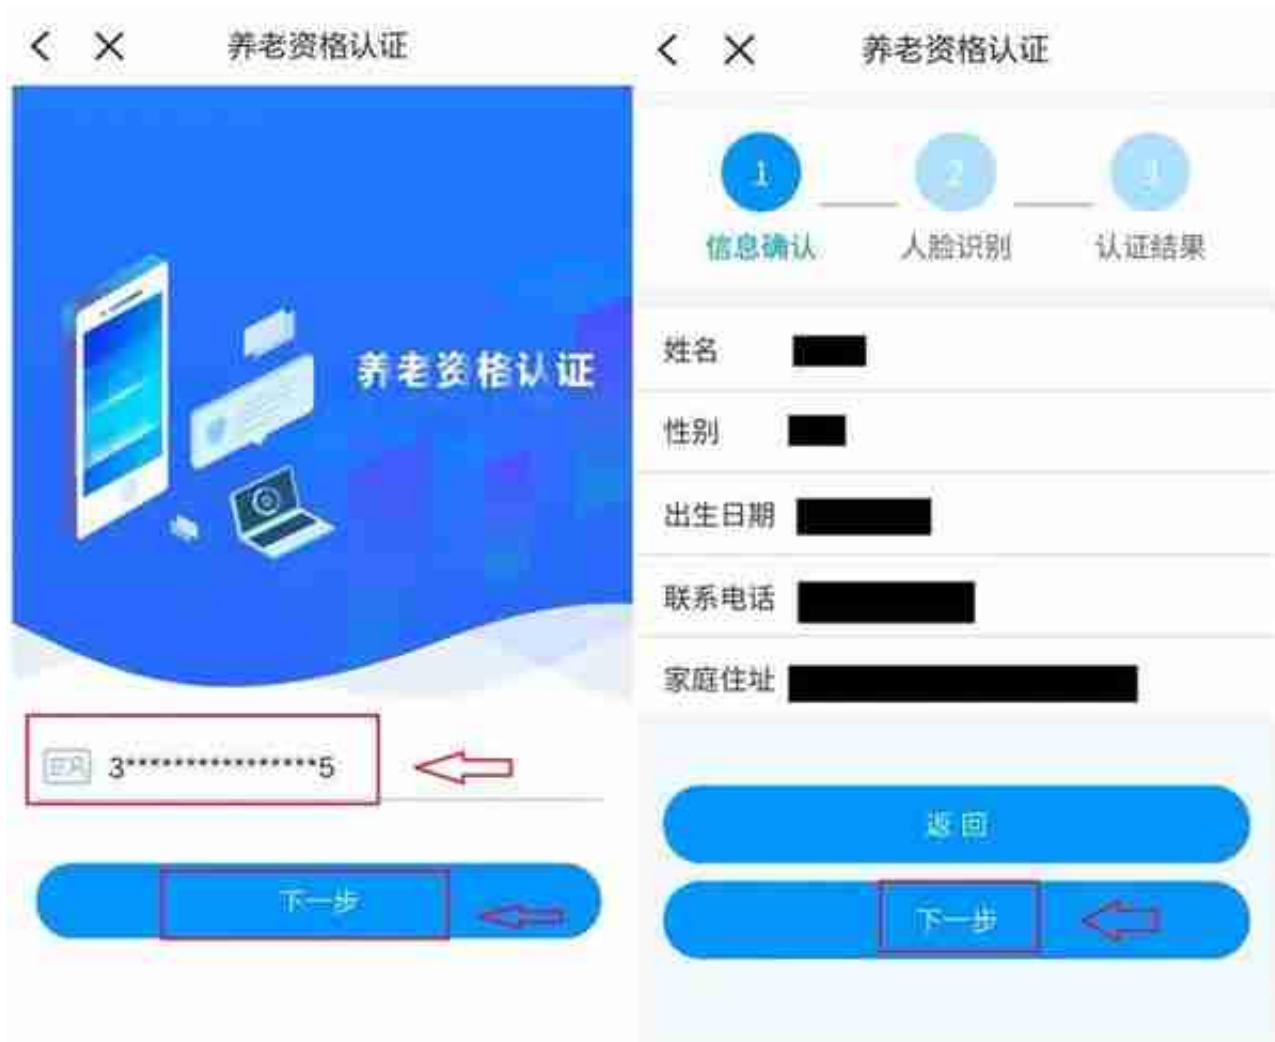 养老资格认证
养老资格认证
3****************5
下一步
养老资格认证
1
2
3
信息确认
人脸识别
认证结果
姓名
性别
出生日期
联系电话
家庭住址
返回
下一步